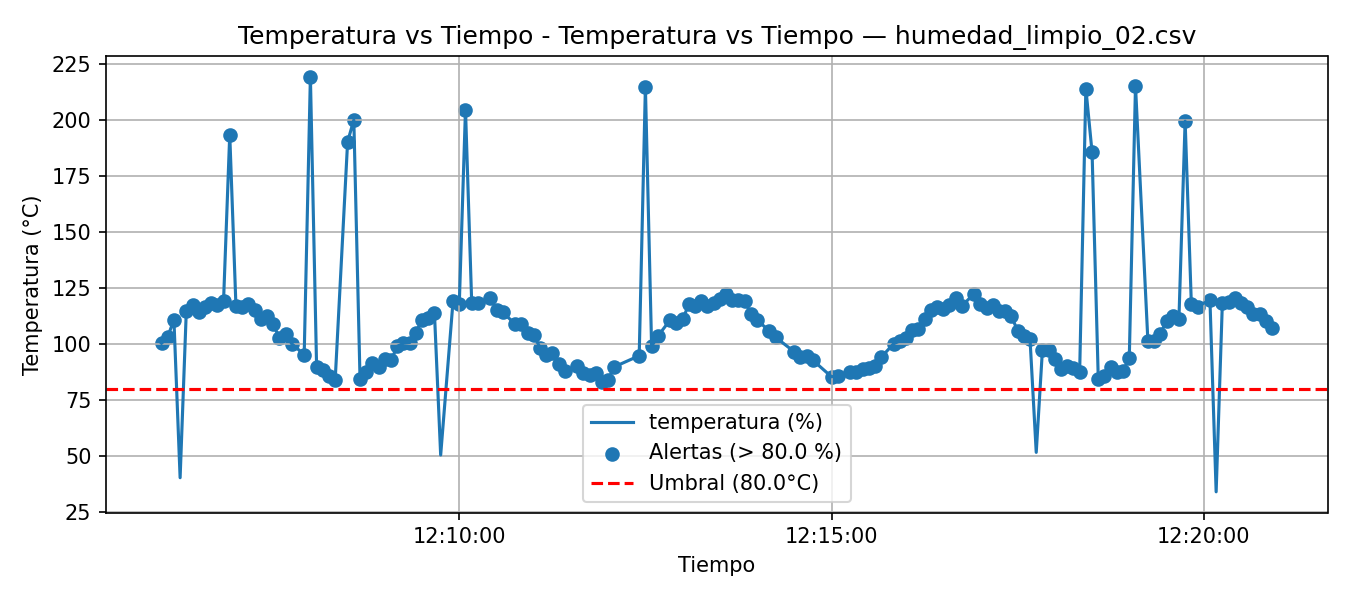 Temperatura vs Tiempo - Temperatura vs Tiempo — humedad_limpio_02.csv
Temperatura (°C)
225
200
175
150
125
100
75
50
25
temperatura (%)
Alertas (> 80.0 %)
Umbral (80.0°C)
12:10:00
12:15:00
12:20:00
Tiempo